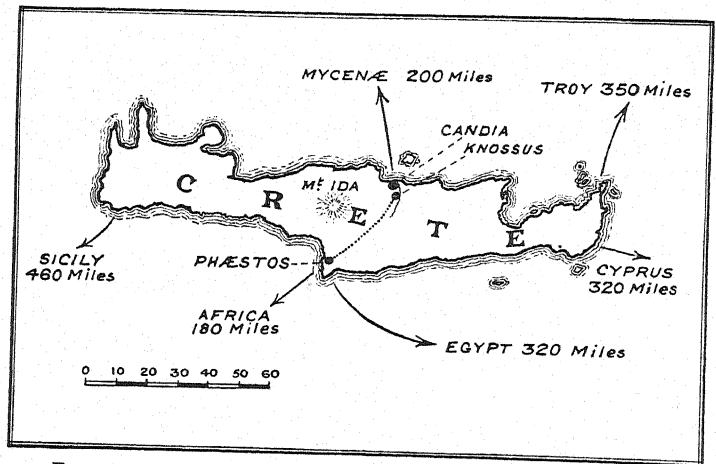 MYCENÆ 200 Miles
TROY 350 Miles
CANDIA
KNOSSUS
Mt. IDA
CRETE
SICILY
460 Miles
PHÆSTOS
CYPRUS
320 Miles
AFRICA
180 Miles
EGYPT 320 Miles
0 10 20 30 40 50 60